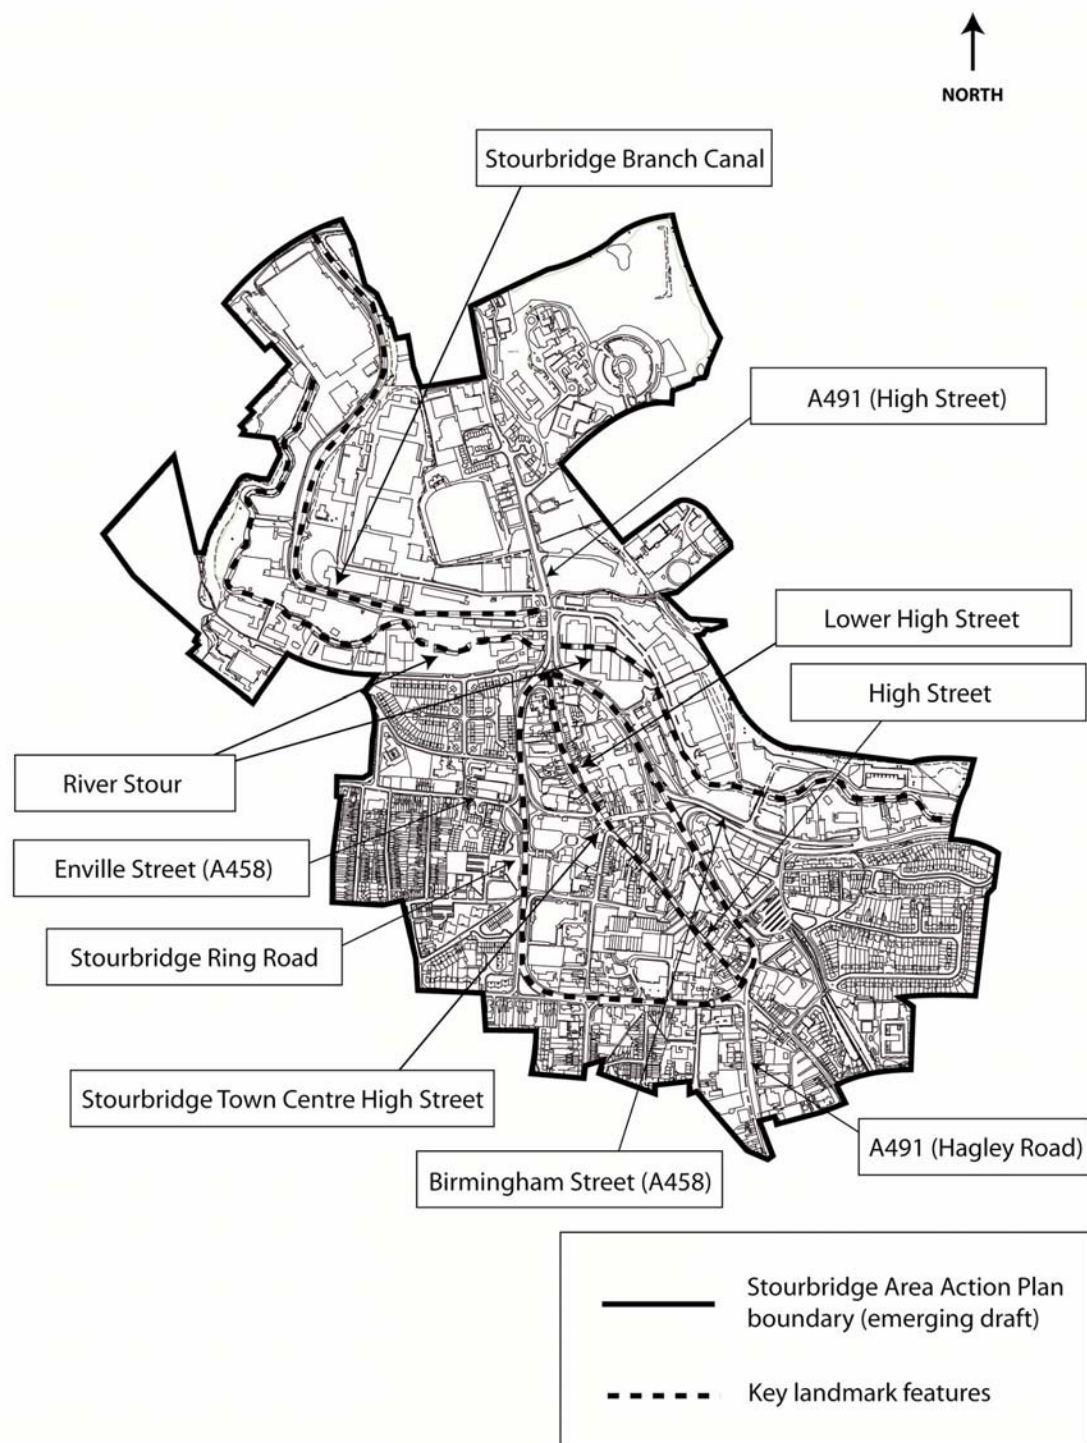 NORTH
Stourbridge Branch Canal
A491 (High Street)
Lower High Street
High Street
River Stour
Enville Street (A458)
Stourbridge Ring Road
Stourbridge Town Centre High Street
A491 (Hagley Road)
Birmingham Street (A458)
Stourbridge Area Action Plan
boundary (emerging draft)
Key landmark features